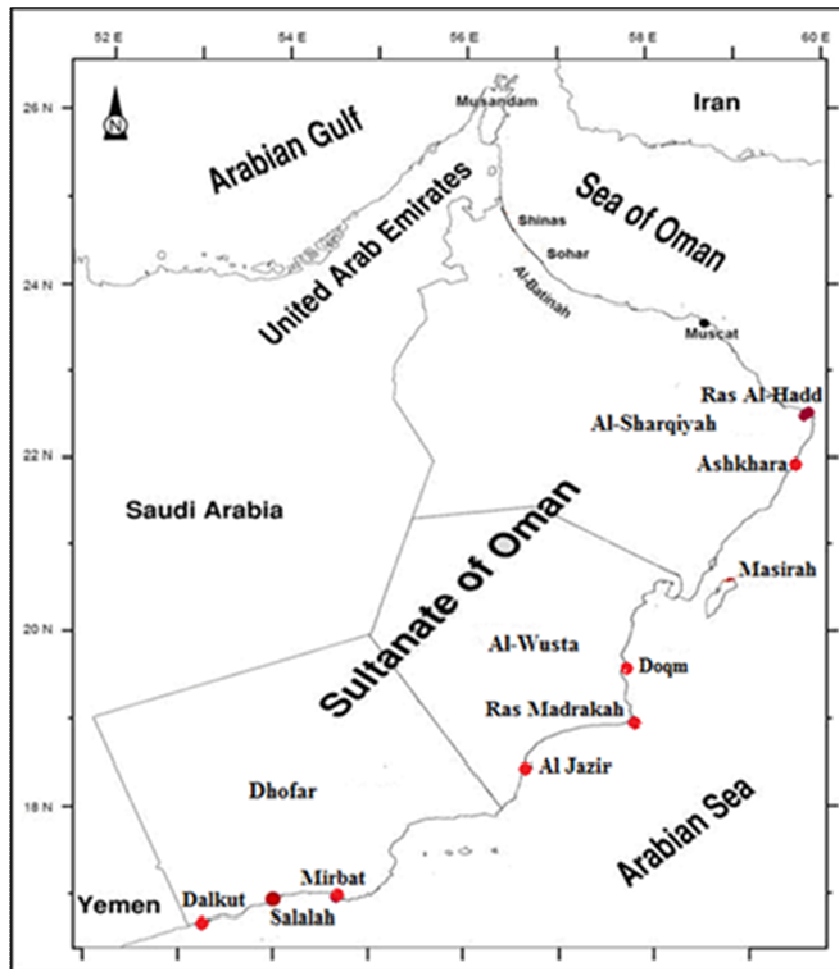 52 E 54 E 56 E 58 E 60 E
26 N
Musandam
Iran
N
Arabian Gulf
Sea of Oman
United Arab Emirates
Shinas
Sohar
24 N
Al-Batinah
Muscat
Ras Al-Hadd
Al-Sharqiyah
22 N
Ashkhara
Saudi Arabia
Sultanate of Oman
Masirah
20 N
Al-Wusta
Doqm
Ras Madrakah
Al Jazir
Dhofar
18 N
Arabian Sea
Mirbat
Dalkut
Yemen
Salalah